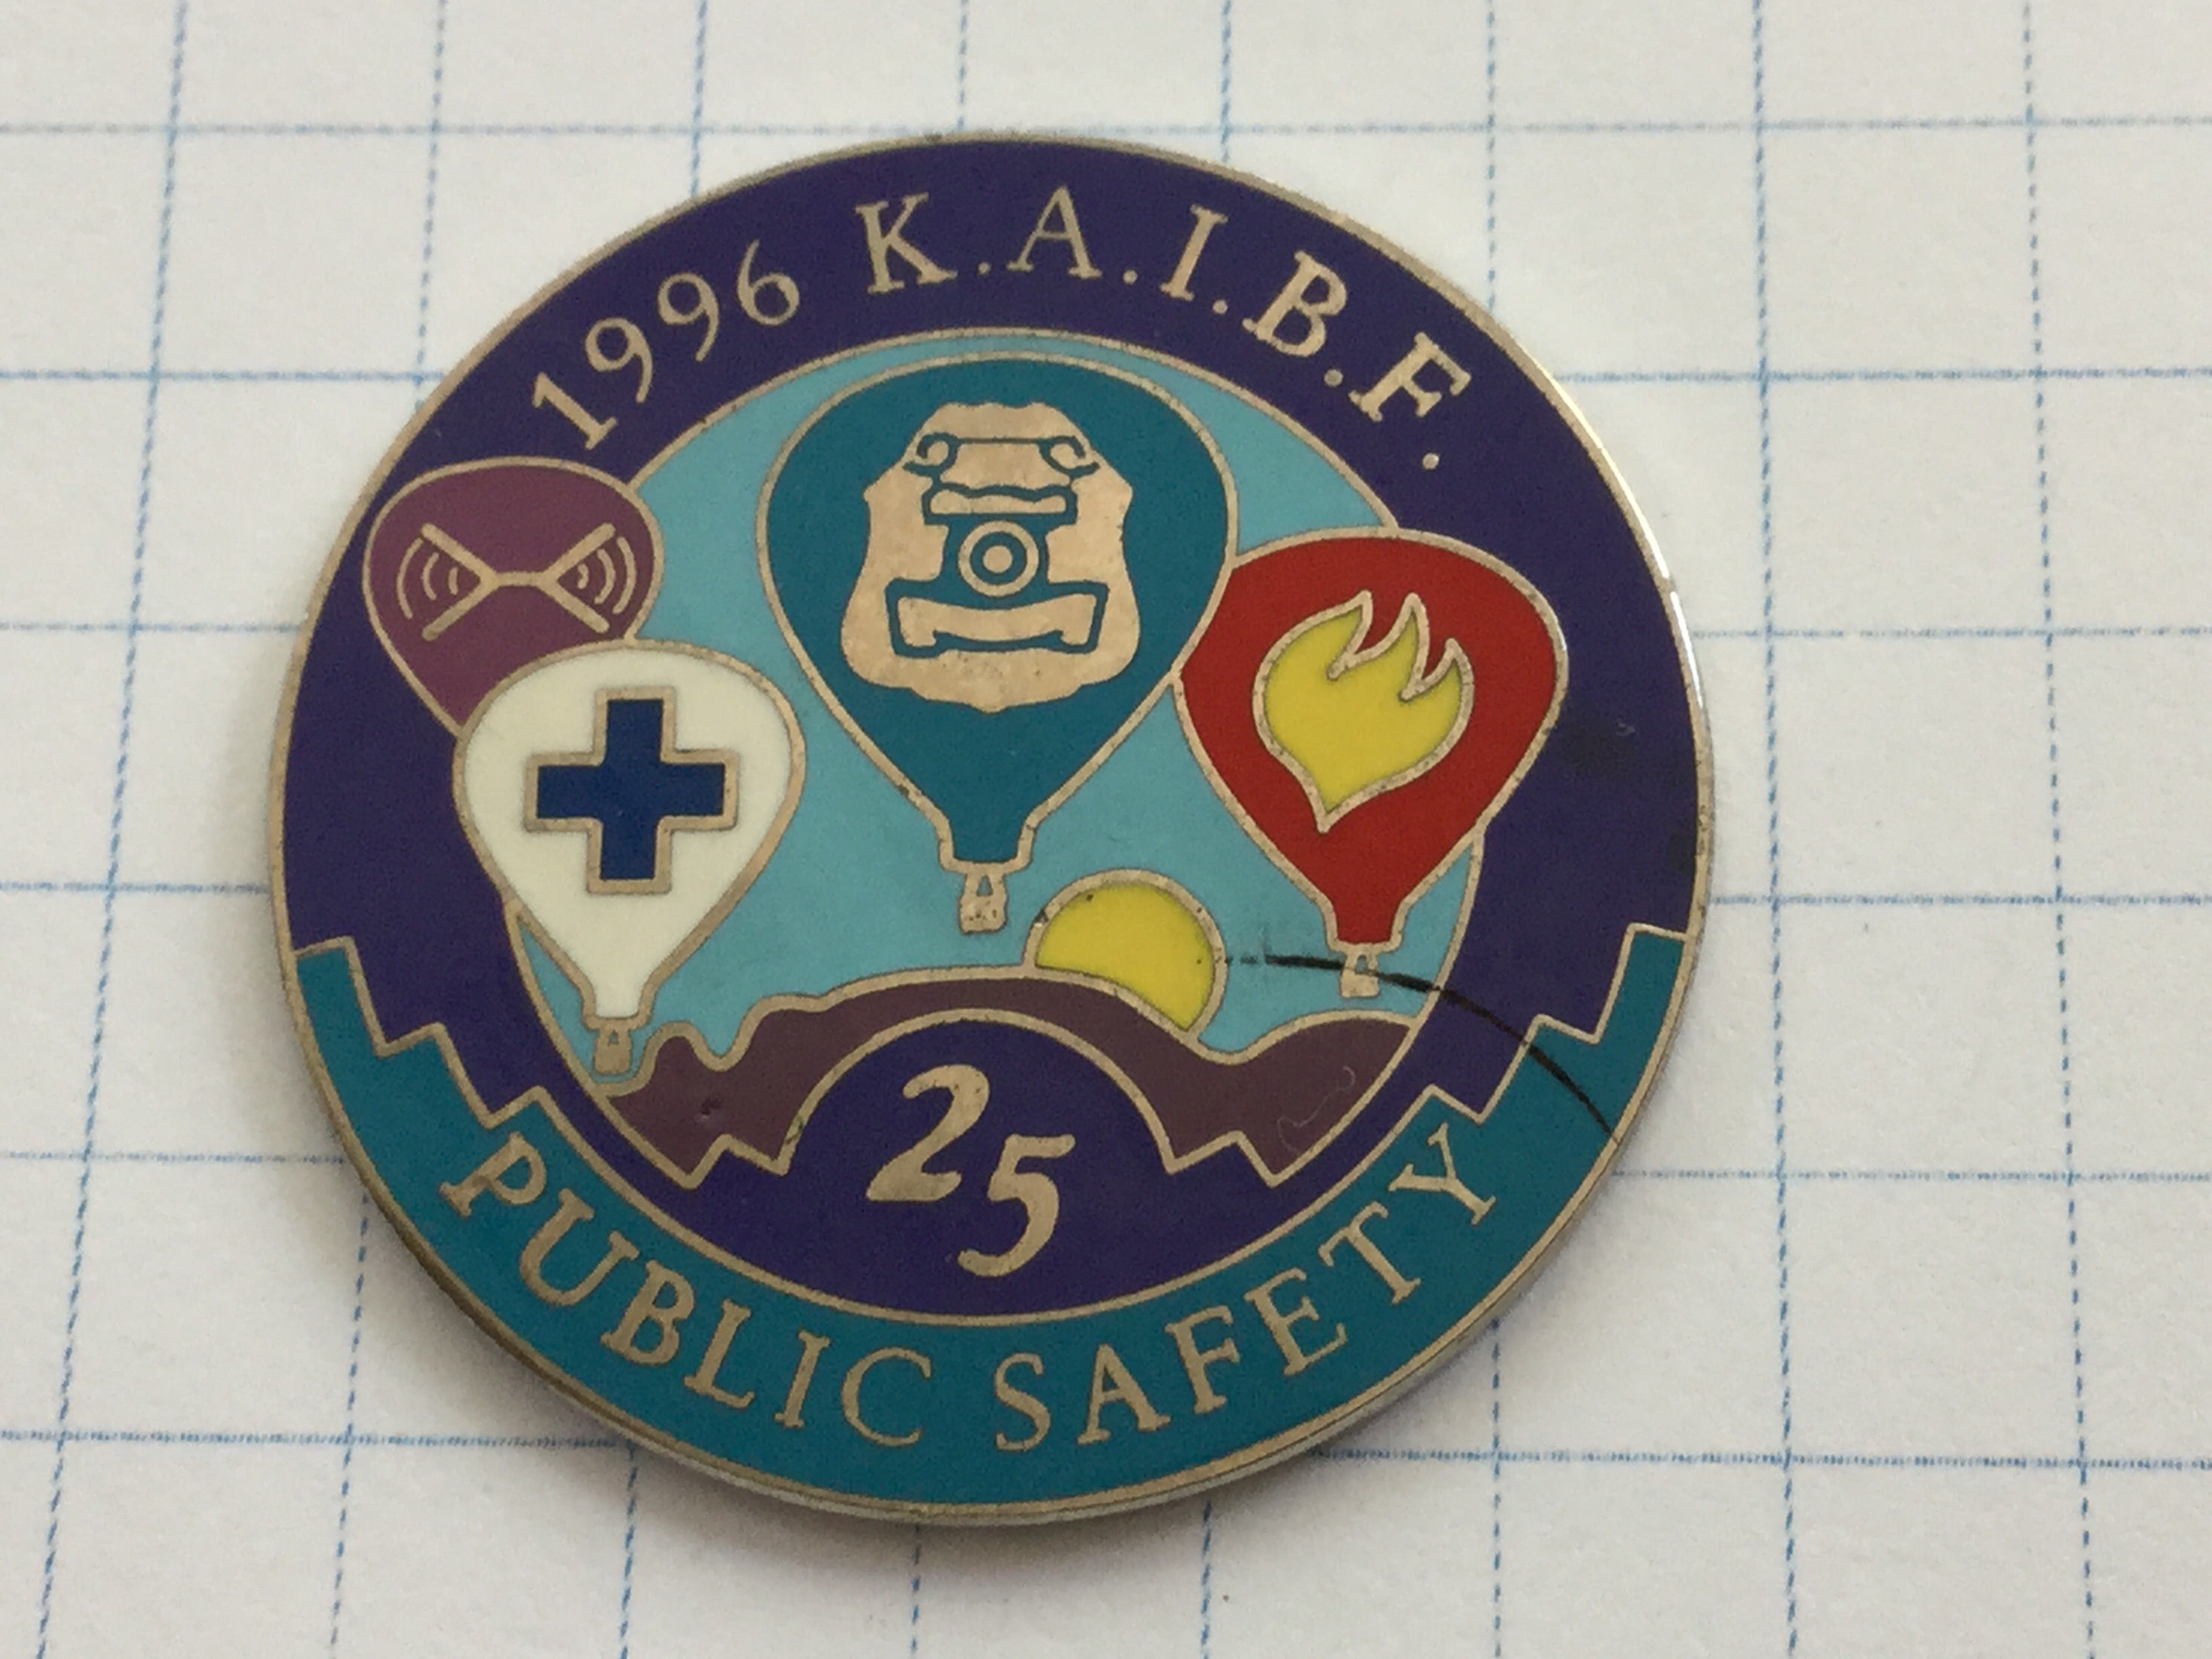 1996 K.A.I.B.F.
25
PUBLIC SAFETY